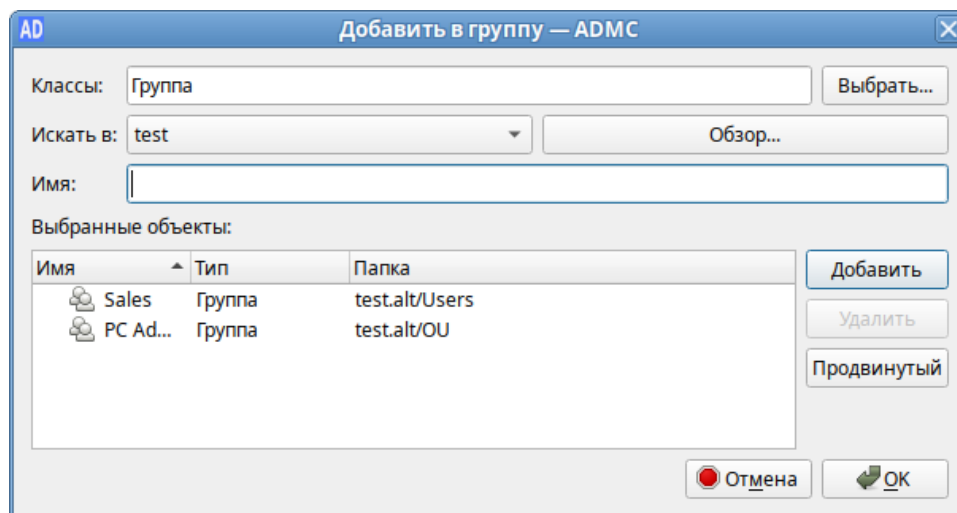 AD Добавить в группу — ADMC
Классы: Группа Выбрать...
Искать в: test Обзор...
Имя:
Выбранные объекты:
Имя Тип Папка
Sales Группа test.alt/Users
PC Ad... Группа test.alt/OU
Добавить
Удалить
Продвинутый
Отмена OK